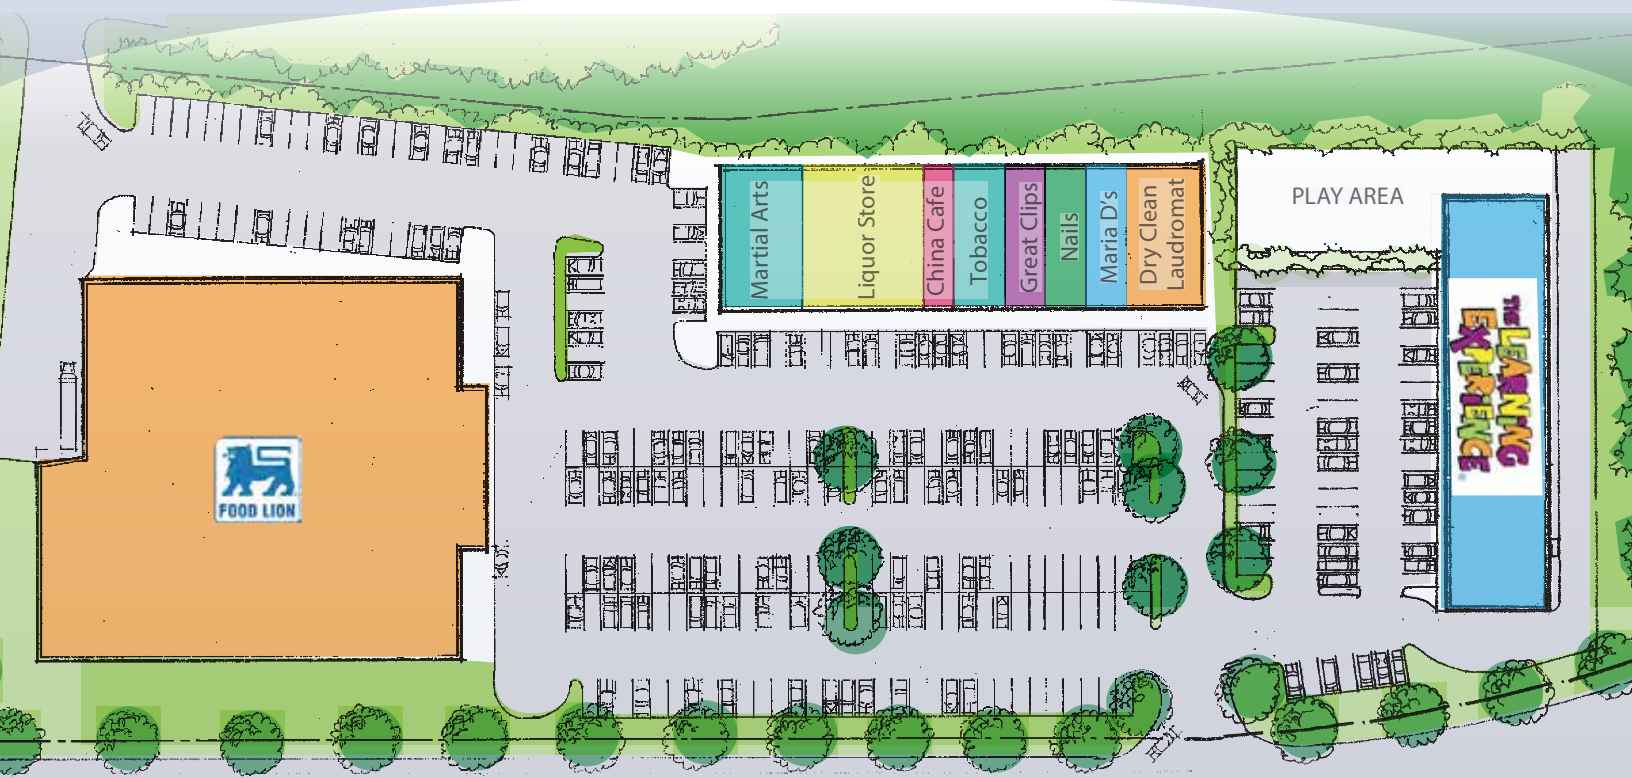 Martial Arts
Liquor Store
China Cafe
Tobacco
Great Clips
Nails
Maria D's
Dry Clean
Laudromat
PLAY AREA
FOOD LION
THE
LEARNING
EXPERIENCE